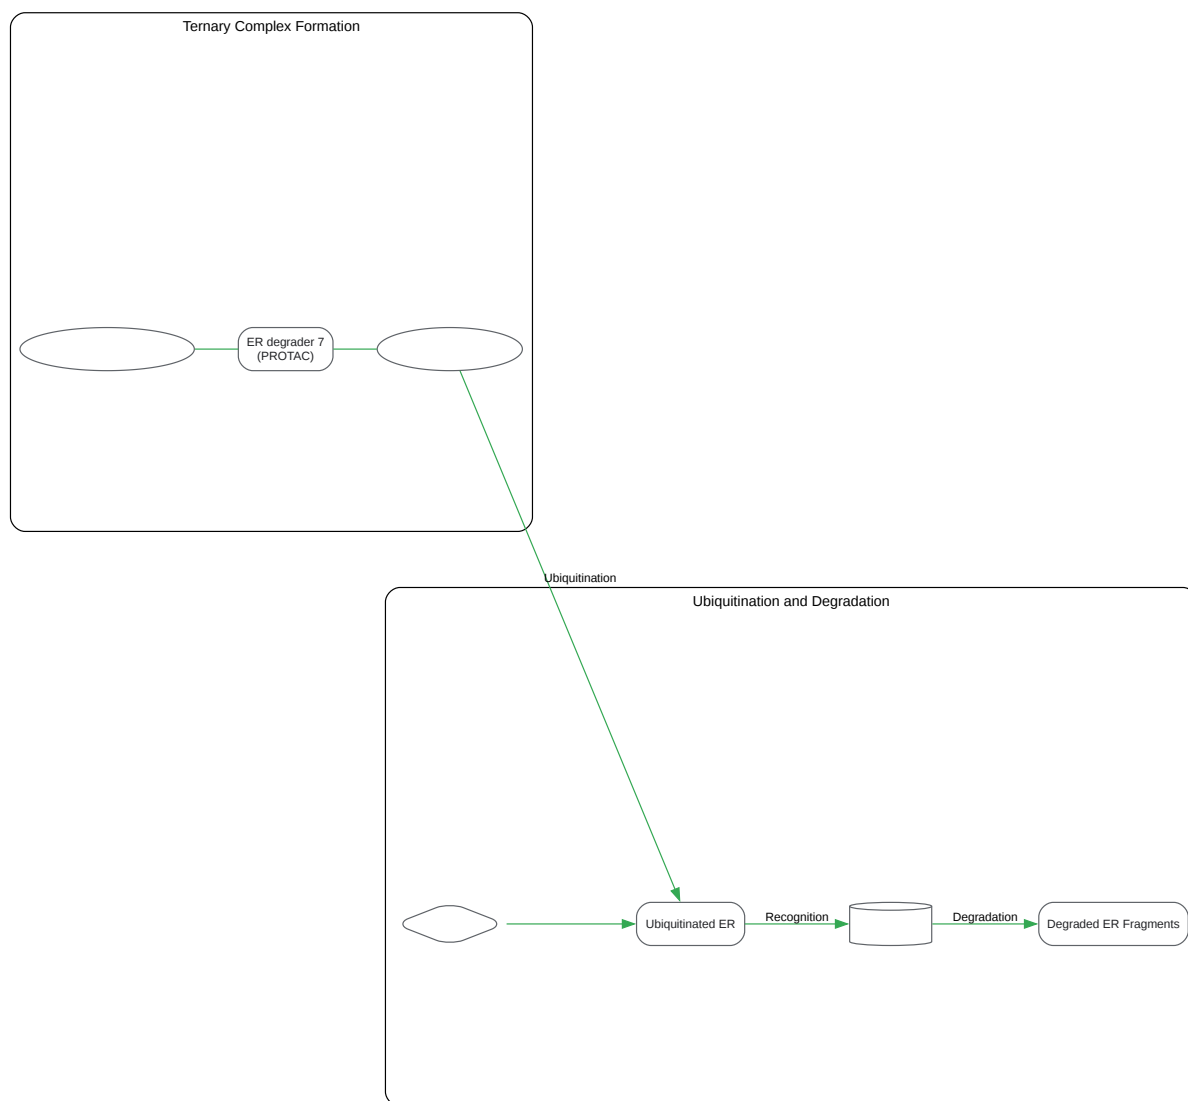 Ternary Complex Formation
ER degrader 7
(PROTAC)
Ubiquitination
Ubiquitination and Degradation
Ubiquitinated ER
Recognition
Degradation
Degraded ER Fragments